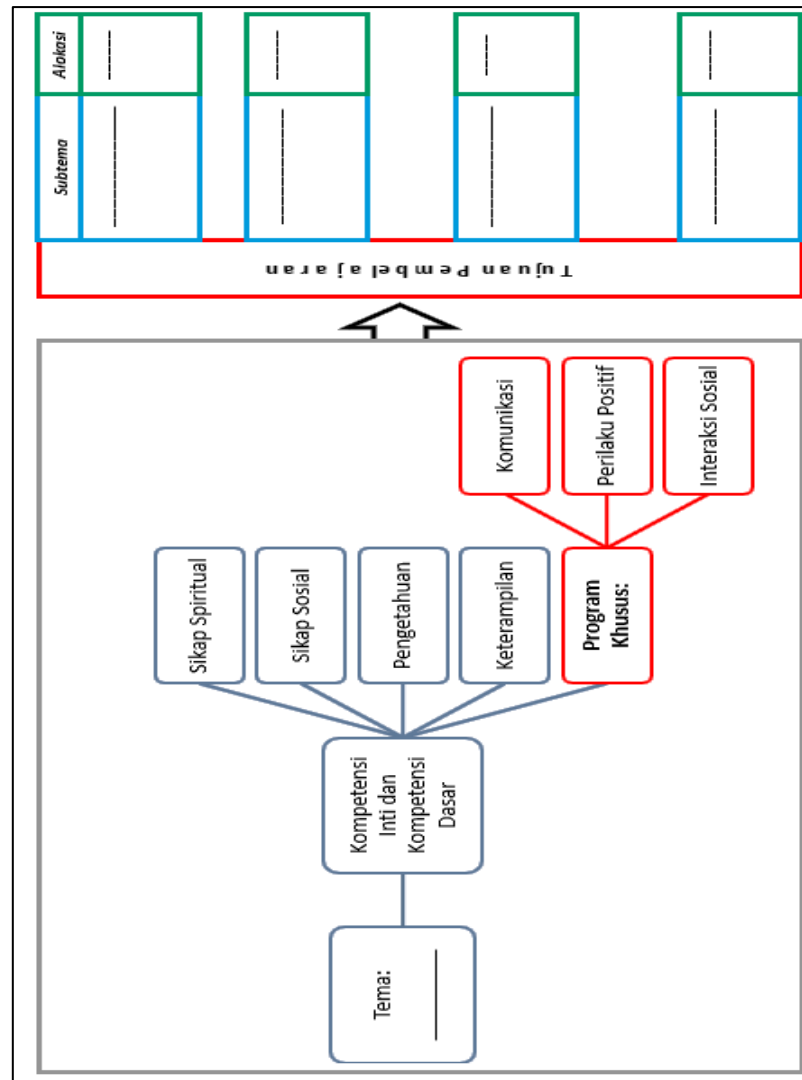 Tema:
Kompetensi
Inti dan
Kompetensi
Dasar
Sikap Spiritual
Sikap Sosial
Pengetahuan
Keterampilan
Program
Khusus:
Komunikasi
Perilaku Positif
Interaksi Sosial
Tujuan Pembelajaran
Subtema
Alokasi